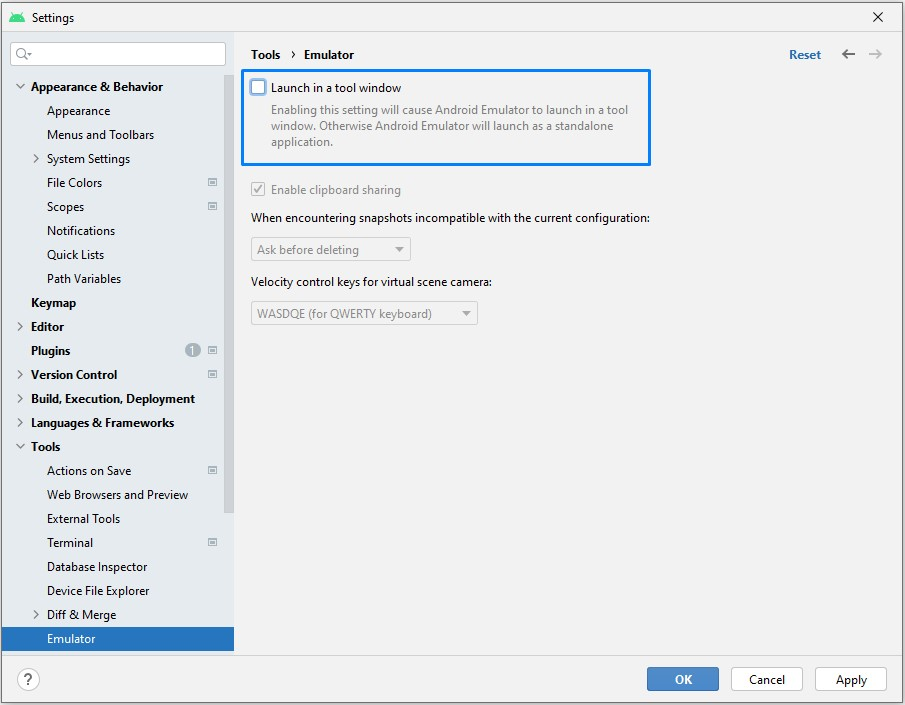 Settings
Tools › Emulator
Reset
Appearance & Behavior
Appearance
Menus and Toolbars
System Settings
File Colors
Scopes
Notifications
Quick Lists
Path Variables
Keymap
Editor
Plugins 1
Version Control
Build, Execution, Deployment
Languages & Frameworks
Tools
Actions on Save
Web Browsers and Preview
External Tools
Terminal
Database Inspector
Device File Explorer
Diff & Merge
Emulator
Launch in a tool window
Enabling this setting will cause Android Emulator to launch in a tool
window. Otherwise Android Emulator will launch as a standalone
application.
Enable clipboard sharing
When encountering snapshots incompatible with the current configuration:
Ask before deleting
Velocity control keys for virtual scene camera:
WASDQE (for QWERTY keyboard)
?
OK
Cancel
Apply